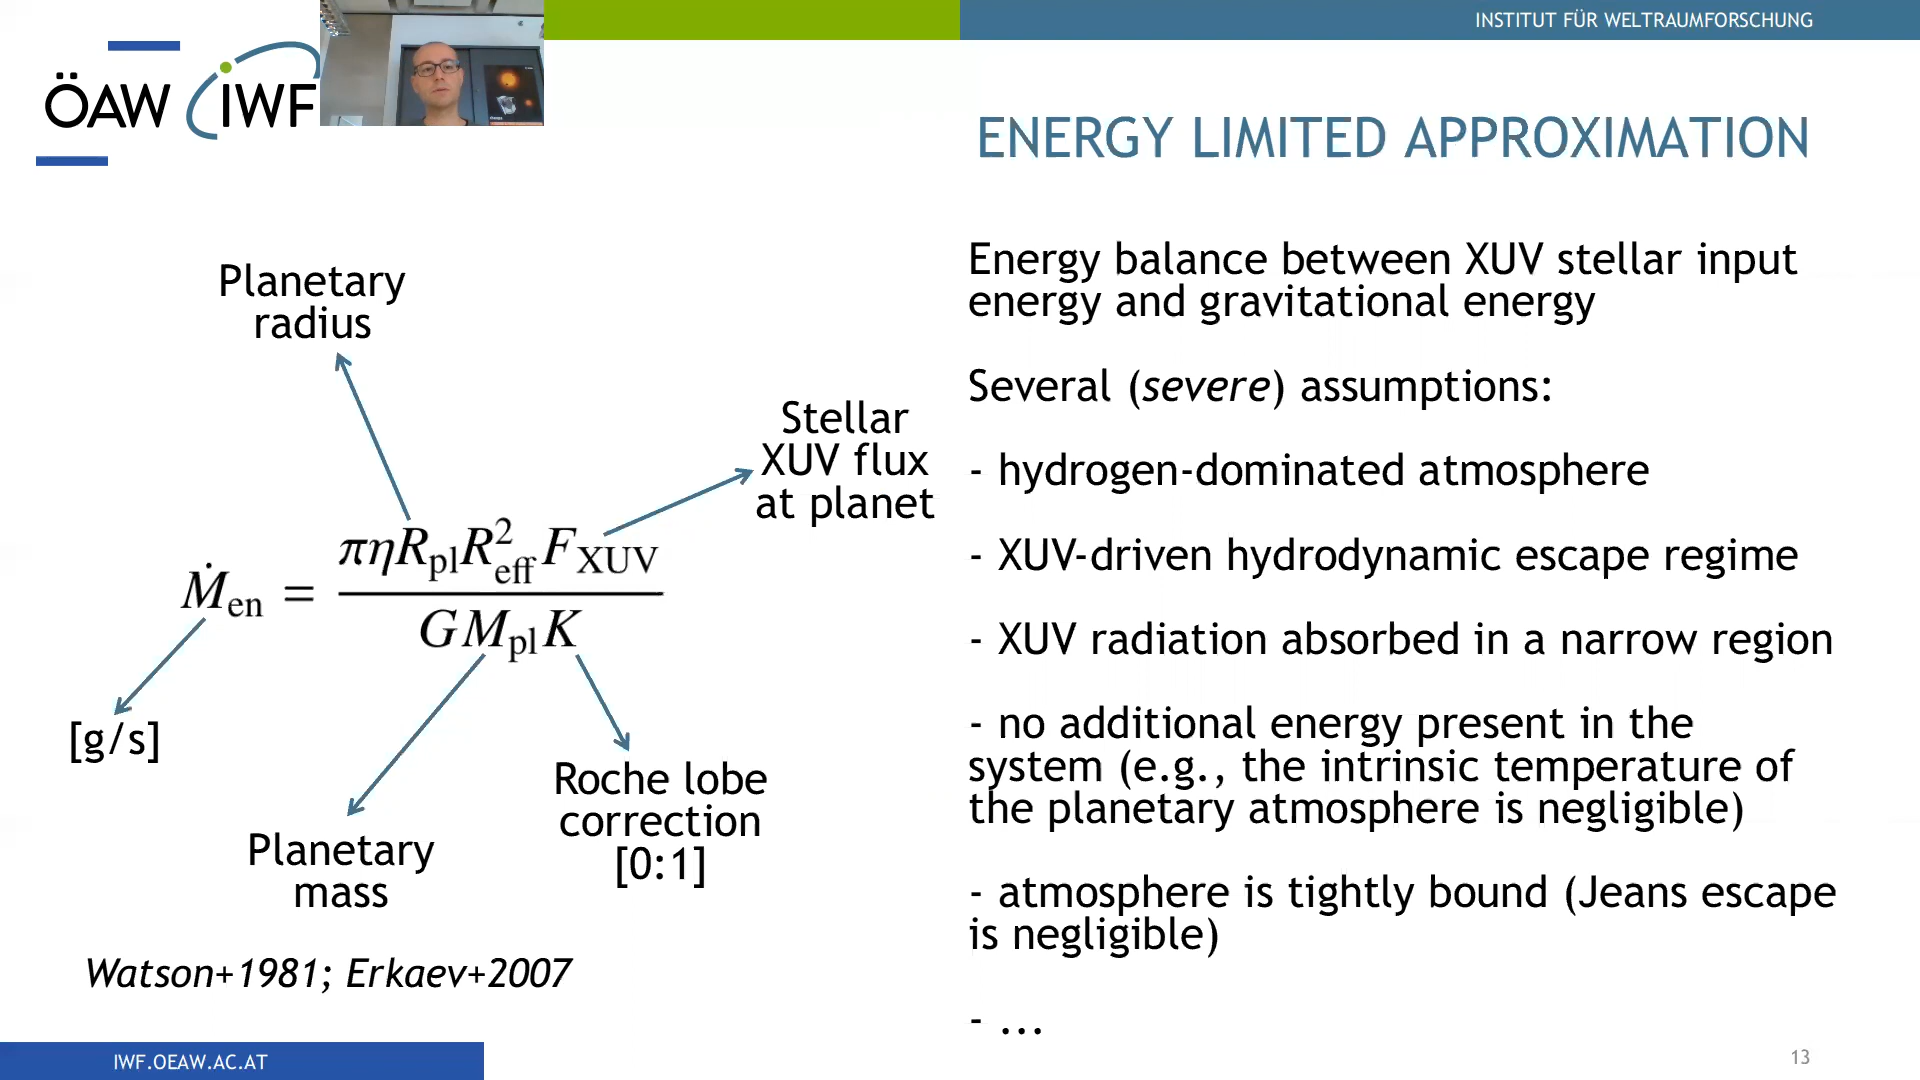 INSTITUT FÜR WELTRAUMFORSCHUNG
ÖAW IWF
ENERGY LIMITED APPROXIMATION
Planetary
radius
Stellar
XUV flux
at planet
Ṁ_en = πηR_plR²_effF_XUV / GM_plK
[g/s]
Planetary
mass
Roche lobe
correction
[0:1]
Watson+1981; Erkaev+2007
Energy balance between XUV stellar input
energy and gravitational energy
Several (severe) assumptions:
- hydrogen-dominated atmosphere
- XUV-driven hydrodynamic escape regime
- XUV radiation absorbed in a narrow region
- no additional energy present in the
system (e.g., the intrinsic temperature of
the planetary atmosphere is negligible)
- atmosphere is tightly bound (Jeans escape
is negligible)
- ...
IWF.OEAW.AC.AT
13